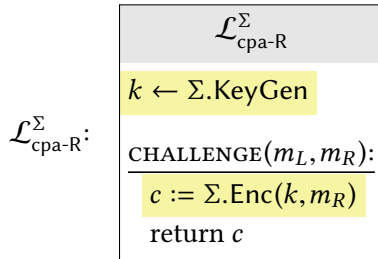 𝓛^Σ_cpa-R
k ← Σ.KeyGen
𝓛^Σ_cpa-R:
CHALLENGE(m_L, m_R):
c := Σ.Enc(k, m_R)
return c